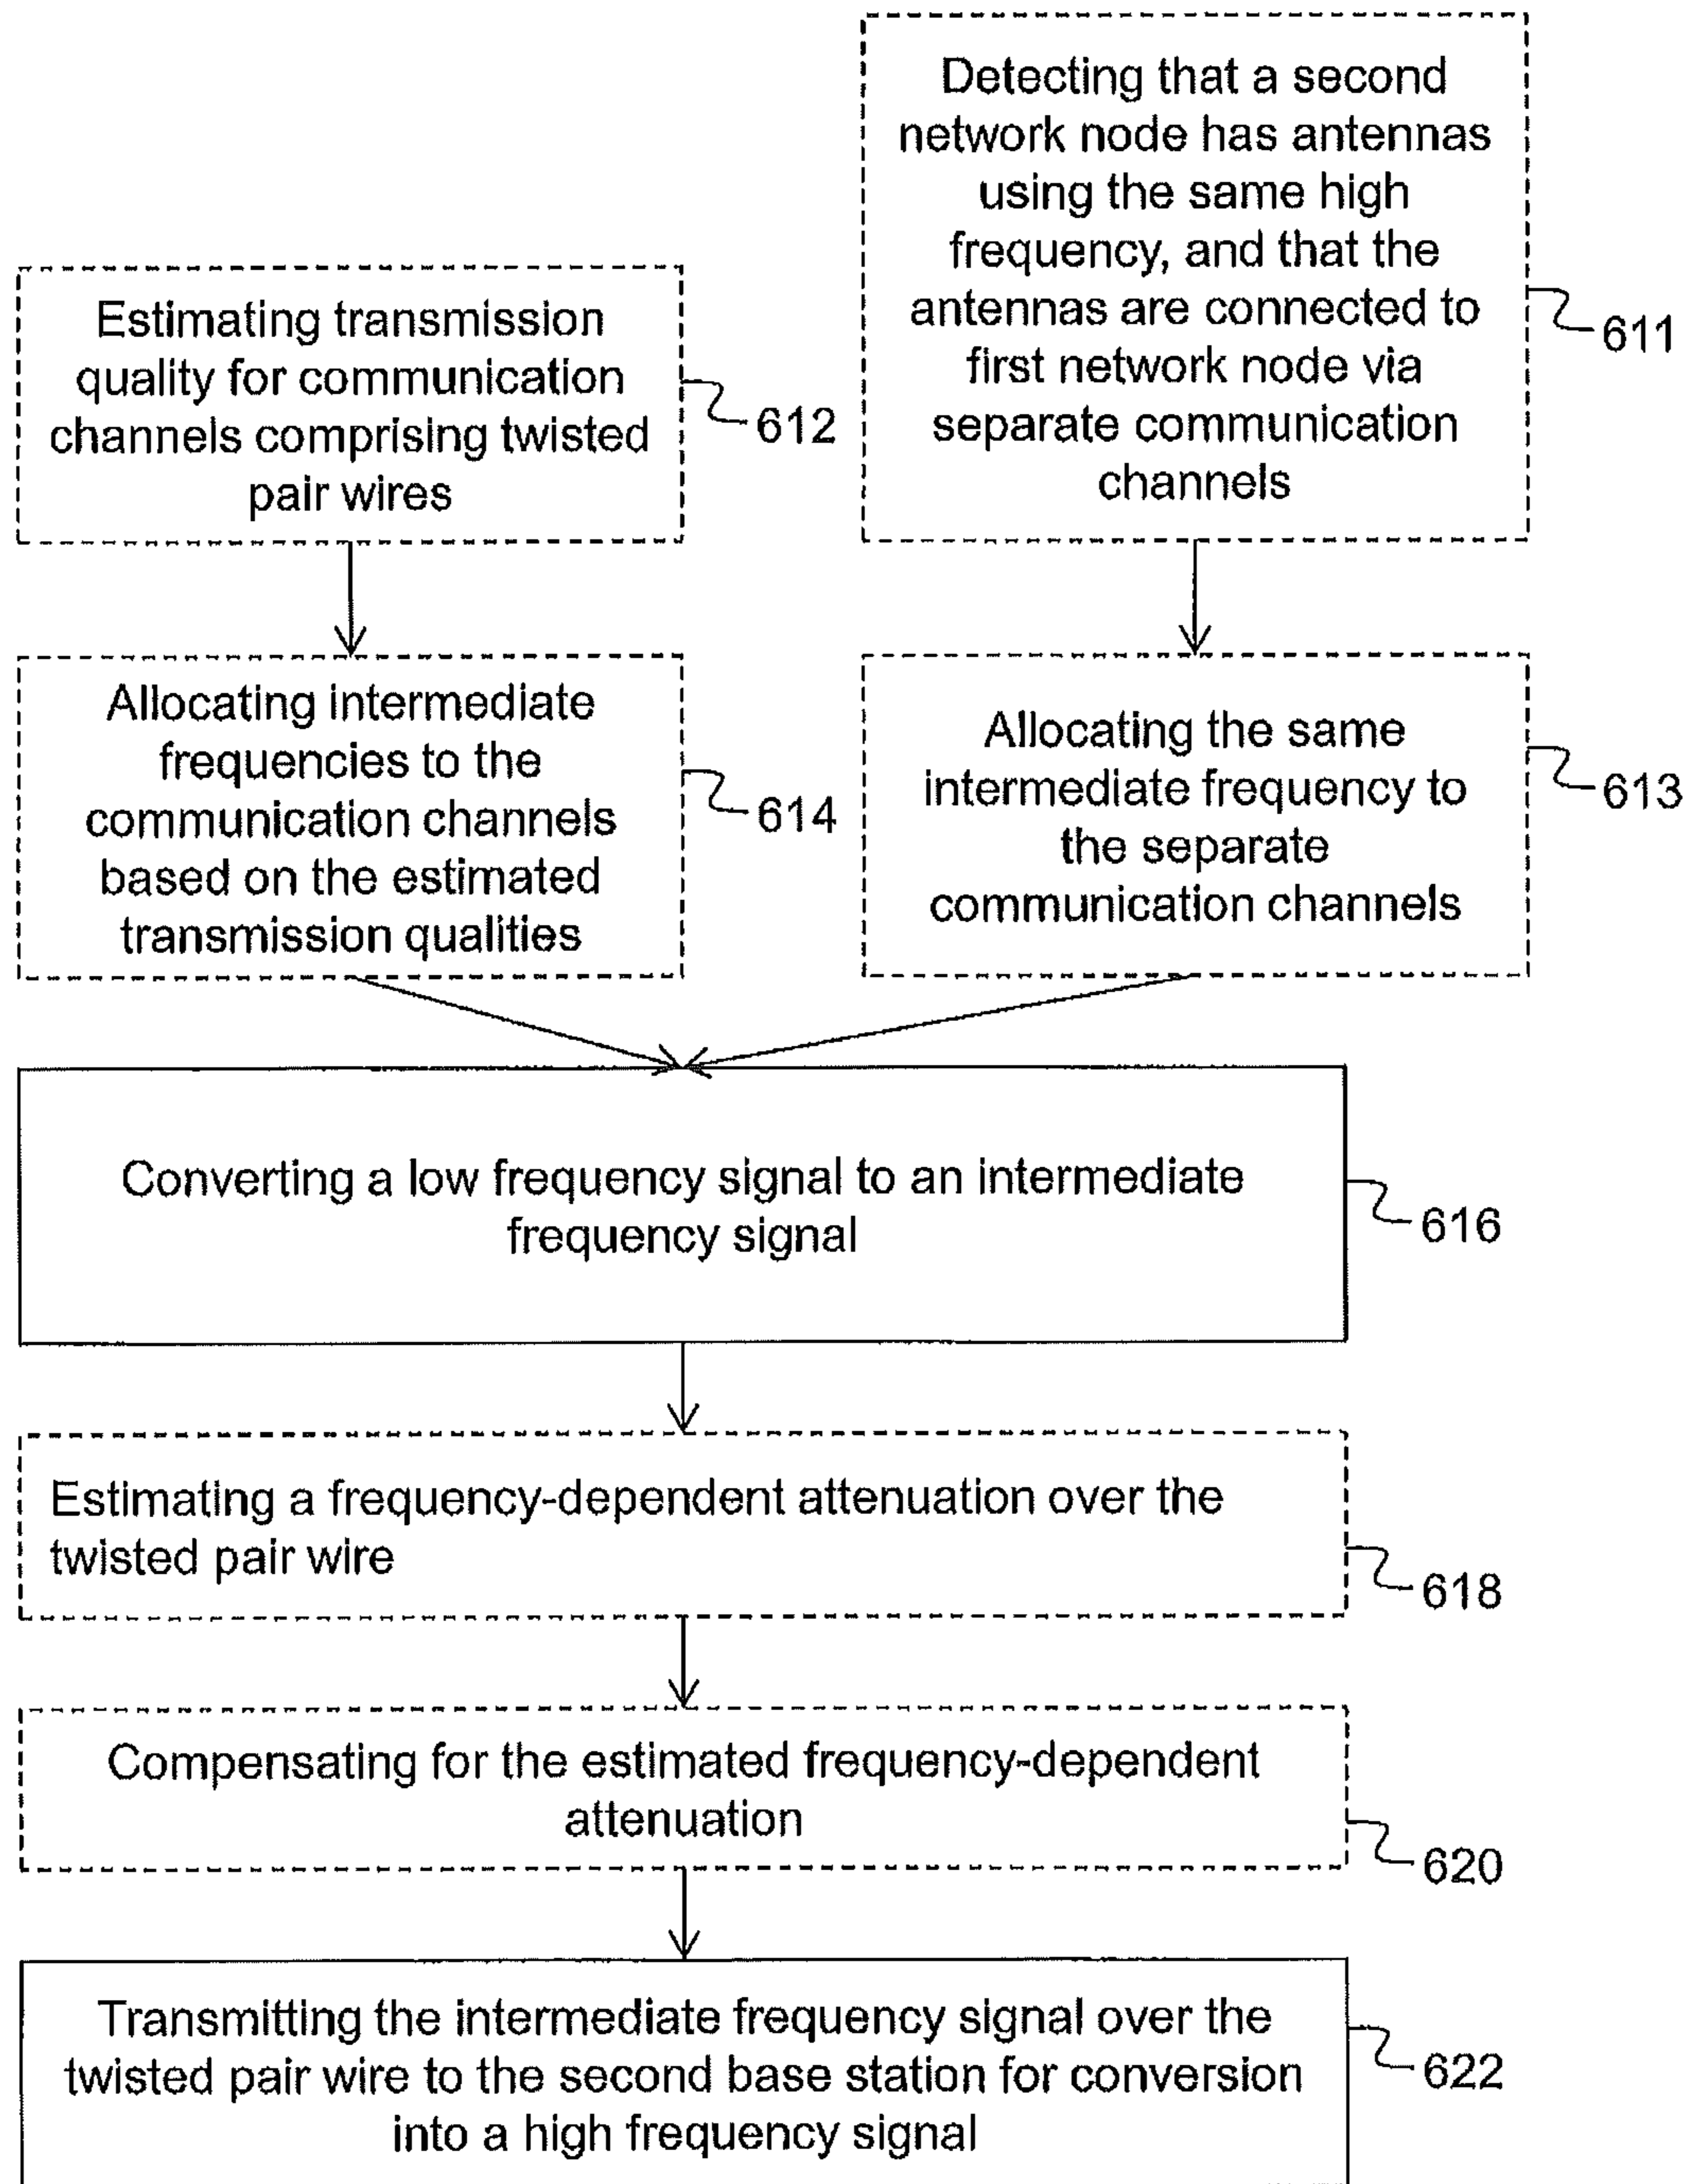 Detecting that a second
network node has antennas
using the same high
frequency, and that the
antennas are connected to
first network node via
separate communication
channels
611
Estimating transmission
quality for communication
channels comprising twisted
pair wires
612
Allocating intermediate
frequencies to the
communication channels
based on the estimated
transmission qualities
614
Allocating the same
intermediate frequency to
the separate
communication channels
613
Converting a low frequency signal to an intermediate
frequency signal
616
Estimating a frequency-dependent attenuation over the
twisted pair wire
618
Compensating for the estimated frequency-dependent
attenuation
620
Transmitting the intermediate frequency signal over the
twisted pair wire to the second base station for conversion
into a high frequency signal
622